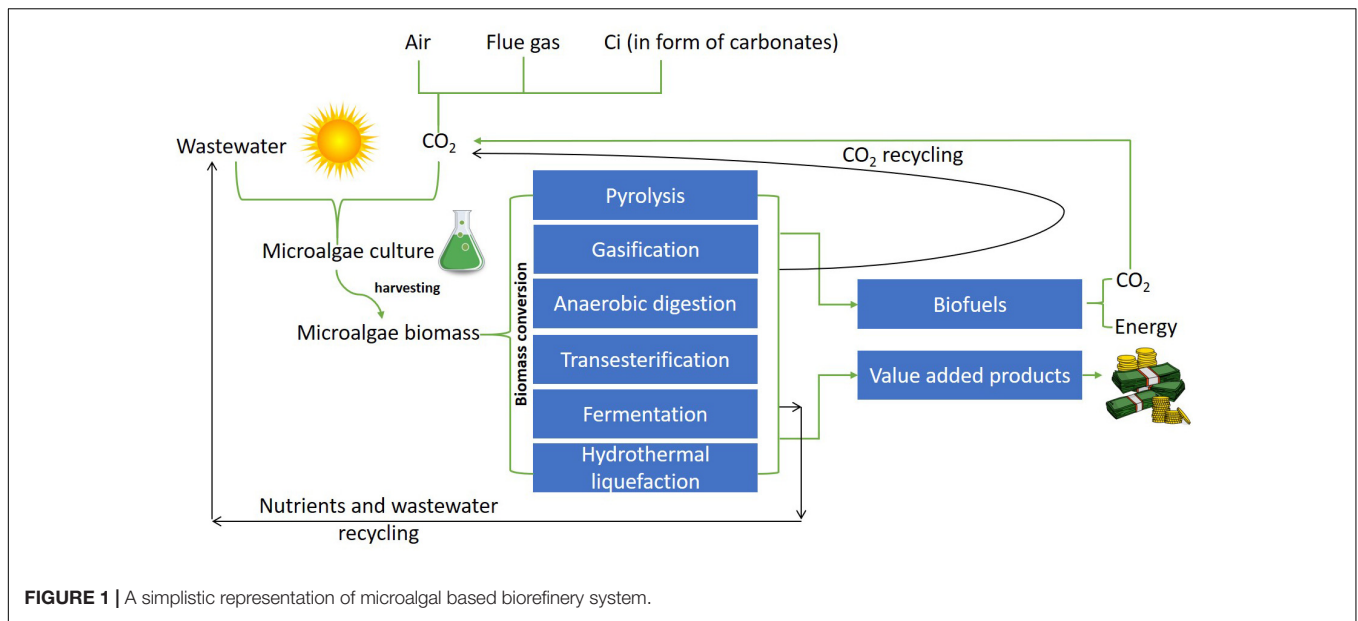 Air
Flue gas
Ci (in form of carbonates)
Wastewater
CO₂
CO₂ recycling
Microalgae culture
harvesting
Microalgae biomass
Biomass conversion
Pyrolysis
Gasification
Anaerobic digestion
Transesterification
Fermentation
Hydrothermal
liquefaction
Biofuels
CO₂
Energy
Value added products
Nutrients and wastewater
recycling
FIGURE 1 | A simplistic representation of microalgal based biorefinery system.